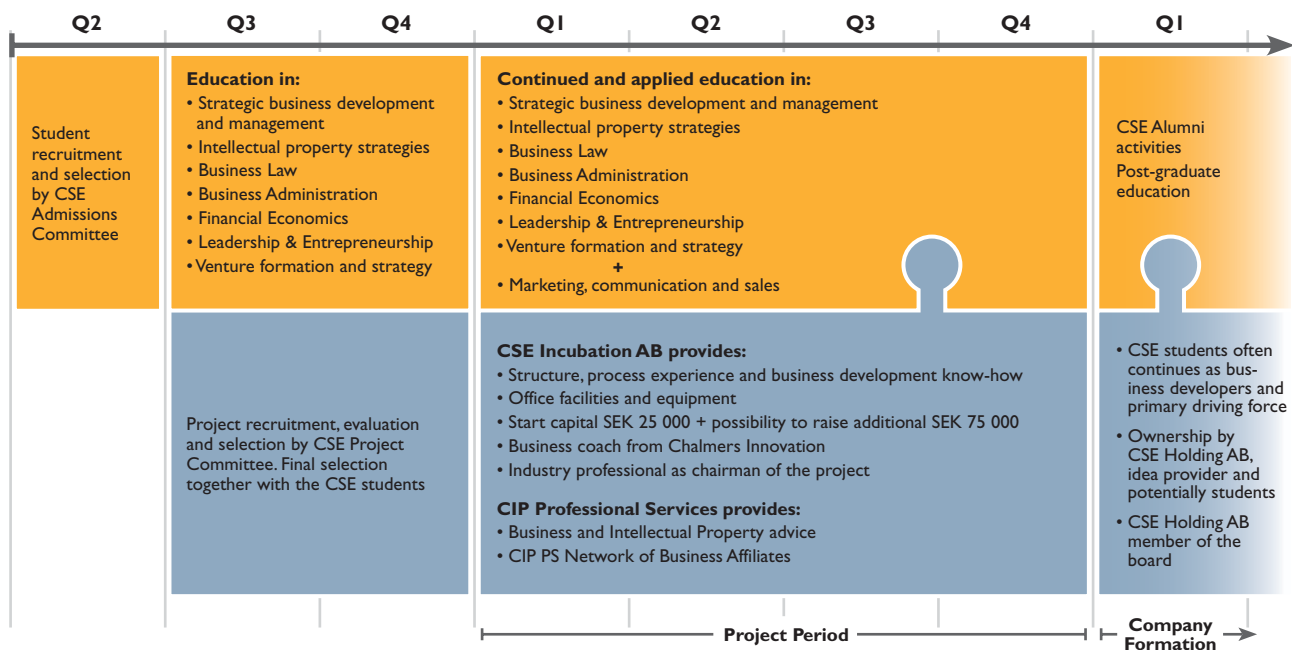 Q2
Q3
Q4
Q1
Q2
Q3
Q4
Q1
Student
recruitment
and selection
by CSE
Admissions
Committee
Education in:
• Strategic business development
and management
• Intellectual property strategies
• Business Law
• Business Administration
• Financial Economics
• Leadership & Entrepreneurship
• Venture formation and strategy
Continued and applied education in:
• Strategic business development and management
• Intellectual property strategies
• Business Law
• Business Administration
• Financial Economics
• Leadership & Entrepreneurship
• Venture formation and strategy
+
• Marketing, communication and sales
CSE Alumni
activities
Post-graduate
education
Project recruitment, evaluation
and selection by CSE Project
Committee. Final selection
together with the CSE students
CSE Incubation AB provides:
• Structure, process experience and business development know-how
• Office facilities and equipment
• Start capital SEK 25 000 + possibility to raise additional SEK 75 000
• Business coach from Chalmers Innovation
• Industry professional as chairman of the project
CIP Professional Services provides:
• Business and Intellectual Property advice
• CIP PS Network of Business Affiliates
• CSE students often
continues as bus-
iness developers and
primary driving force
• Ownership by
CSE Holding AB,
idea provider and
potentially students
• CSE Holding AB
member of the
board
Project Period
Company
Formation